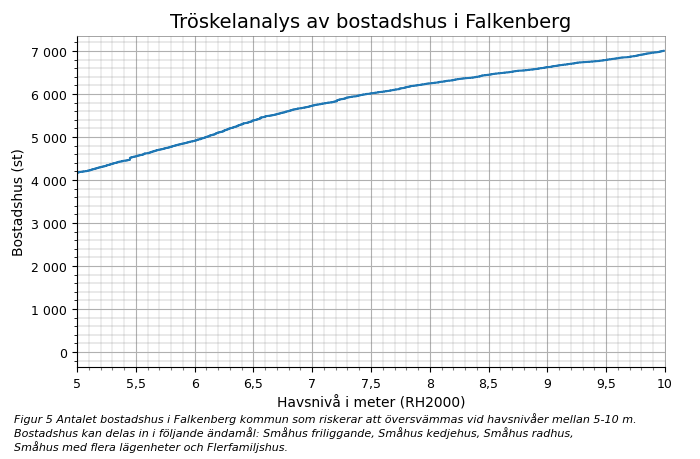 Tröskelanalys av bostadshus i Falkenberg
Bostadshus (st)
7 000
6 000
5 000
4 000
3 000
2 000
1 000
0
5 5,5 6 6,5 7 7,5 8 8,5 9 9,5 10
Havsnivå i meter (RH2000)
Figur 5 Antalet bostadshus i Falkenberg kommun som riskerar att översvämmas vid havsnivåer mellan 5-10 m.
Bostadshus kan delas in i följande ändamål: Småhus friliggande, Småhus kedjehus, Småhus radhus,
Småhus med flera lägenheter och Flerfamiljshus.